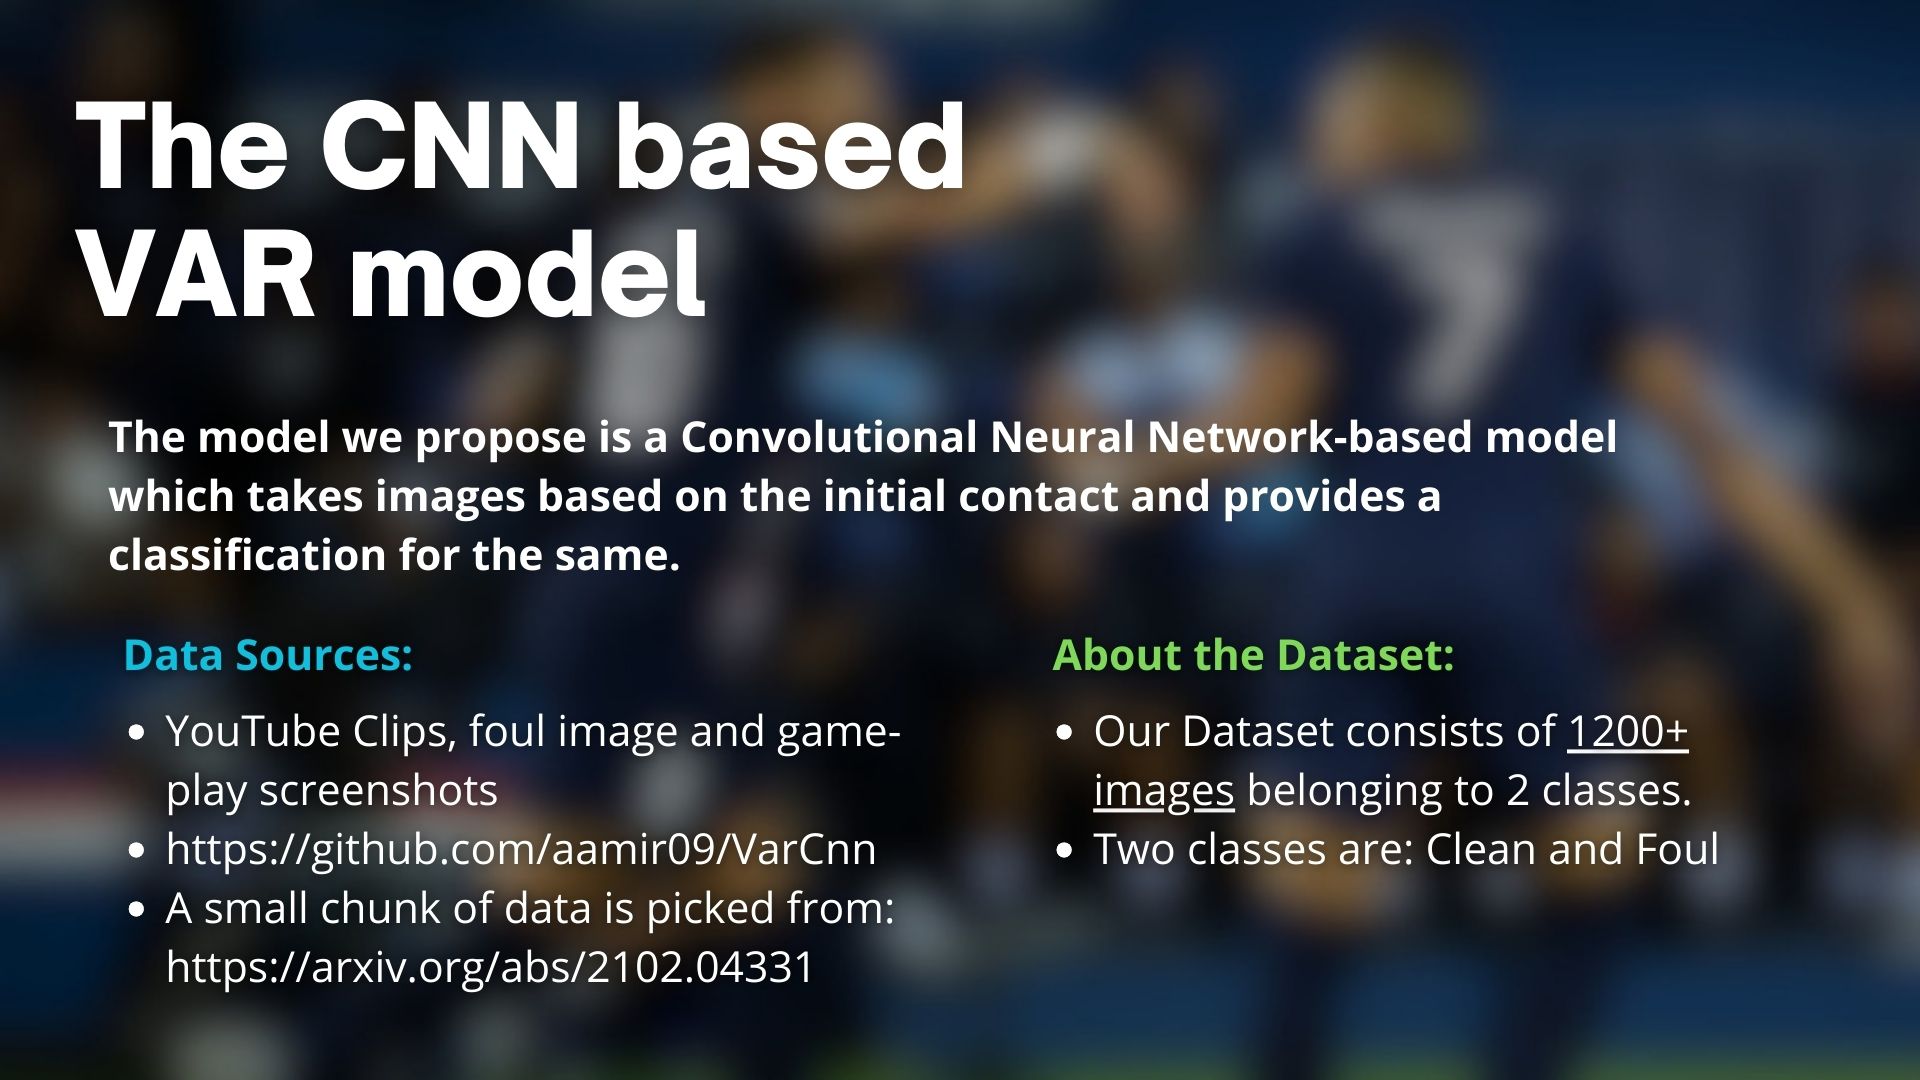 The CNN based
VAR model
The model we propose is a Convolutional Neural Network-based model
which takes images based on the initial contact and provides a
classification for the same.
Data Sources:
• YouTube Clips, foul image and game-
play screenshots
• https://github.com/aamir09/VarCnn
• A small chunk of data is picked from:
https://arxiv.org/abs/2102.04331
About the Dataset:
• Our Dataset consists of 1200+
images belonging to 2 classes.
• Two classes are: Clean and Foul
7